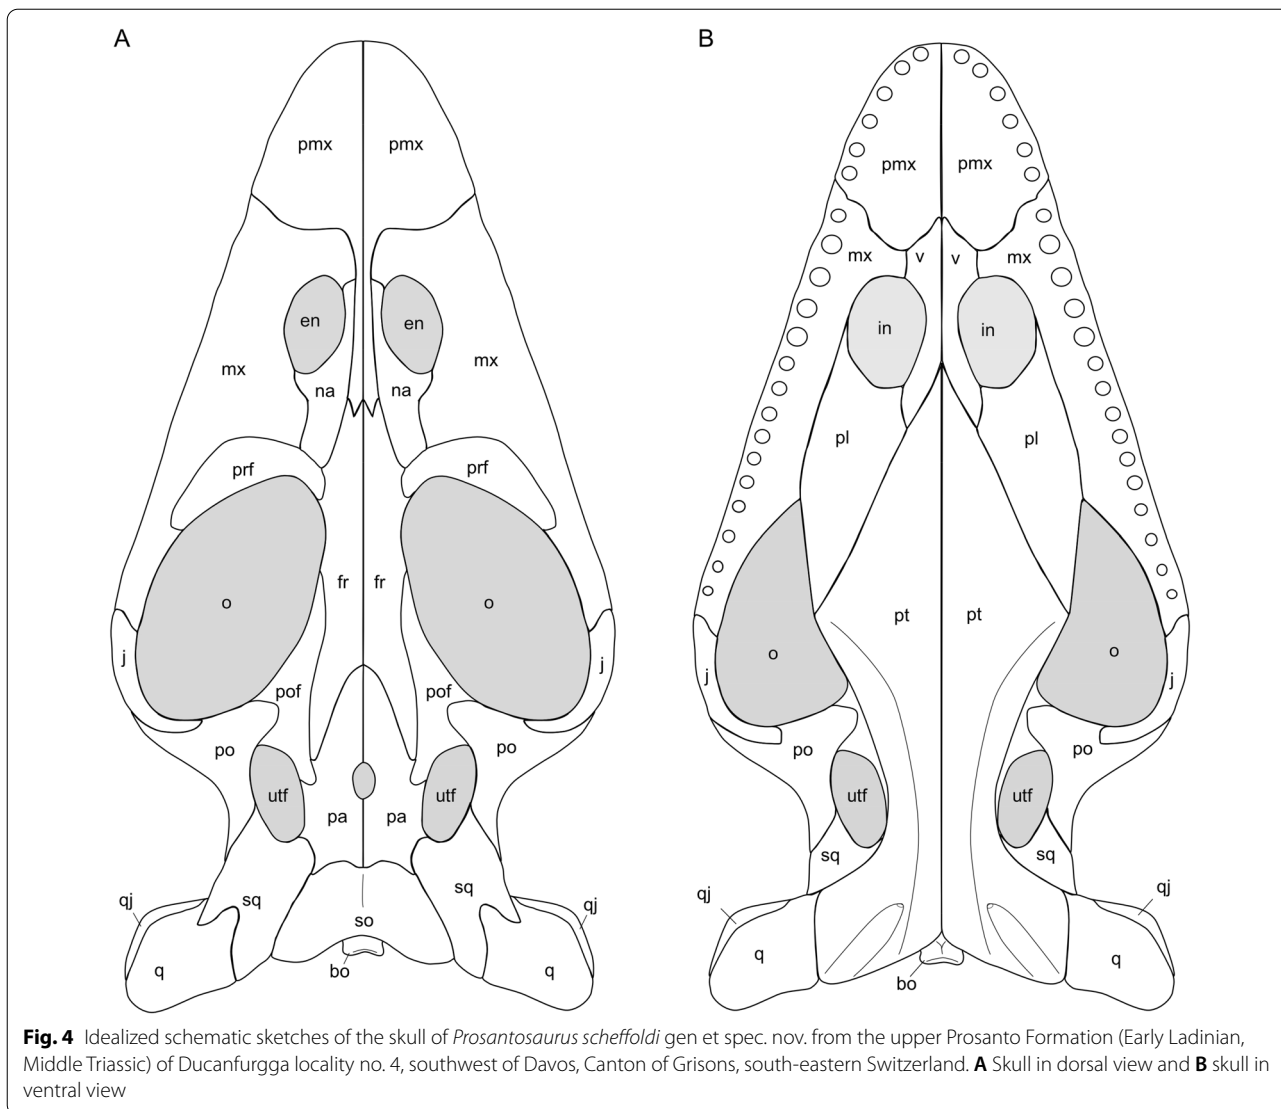 A
B
pmx pmx
pmx pmx
mx v v mx
en en
in in
mx na na mx
pl pl
prf prf
fr fr
o o
pt pt
j pof pof j
j o o j
po po
po po
utf utf
utf utf
pa pa
sq sq
sq sq
qj so qj
qj qj
q bo q
q bo q
Fig. 4 Idealized schematic sketches of the skull of Prosantosaurus scheffoldi gen et spec. nov. from the upper Prosanto Formation (Early Ladinian,
Middle Triassic) of Ducanfurgga locality no. 4, southwest of Davos, Canton of Grisons, south-eastern Switzerland. A Skull in dorsal view and B skull in
ventral view